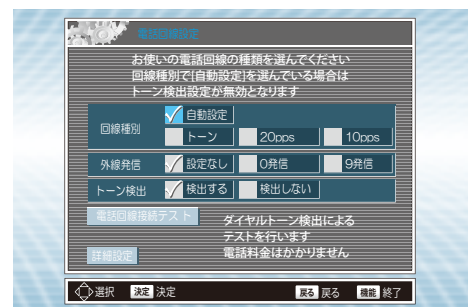 電話回線設定
お使いの電話回線の種類を選んでください
回線種別で[自動設定]を選んでいる場合は
トーン検出設定が無効となります
回線種別 自動設定
トーン 20pps 10pps
外線発信 設定なし 0発信 9発信
トーン検出 検出する 検出しない
電話回線接続テスト ダイヤルトーン検出による
テストを行います
詳細設定 電話料金はかかりません
選択 決定 決定 戻る 戻る 機能 終了